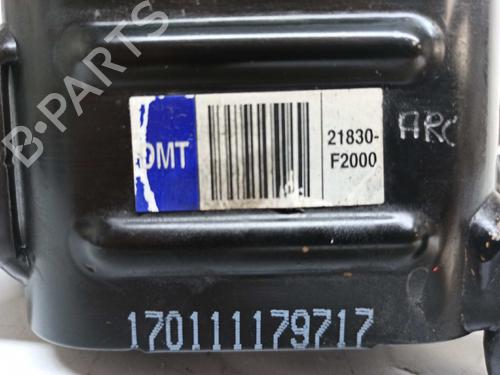 B-PARTS
DMT
21830-
F2000
ARC
170111179717